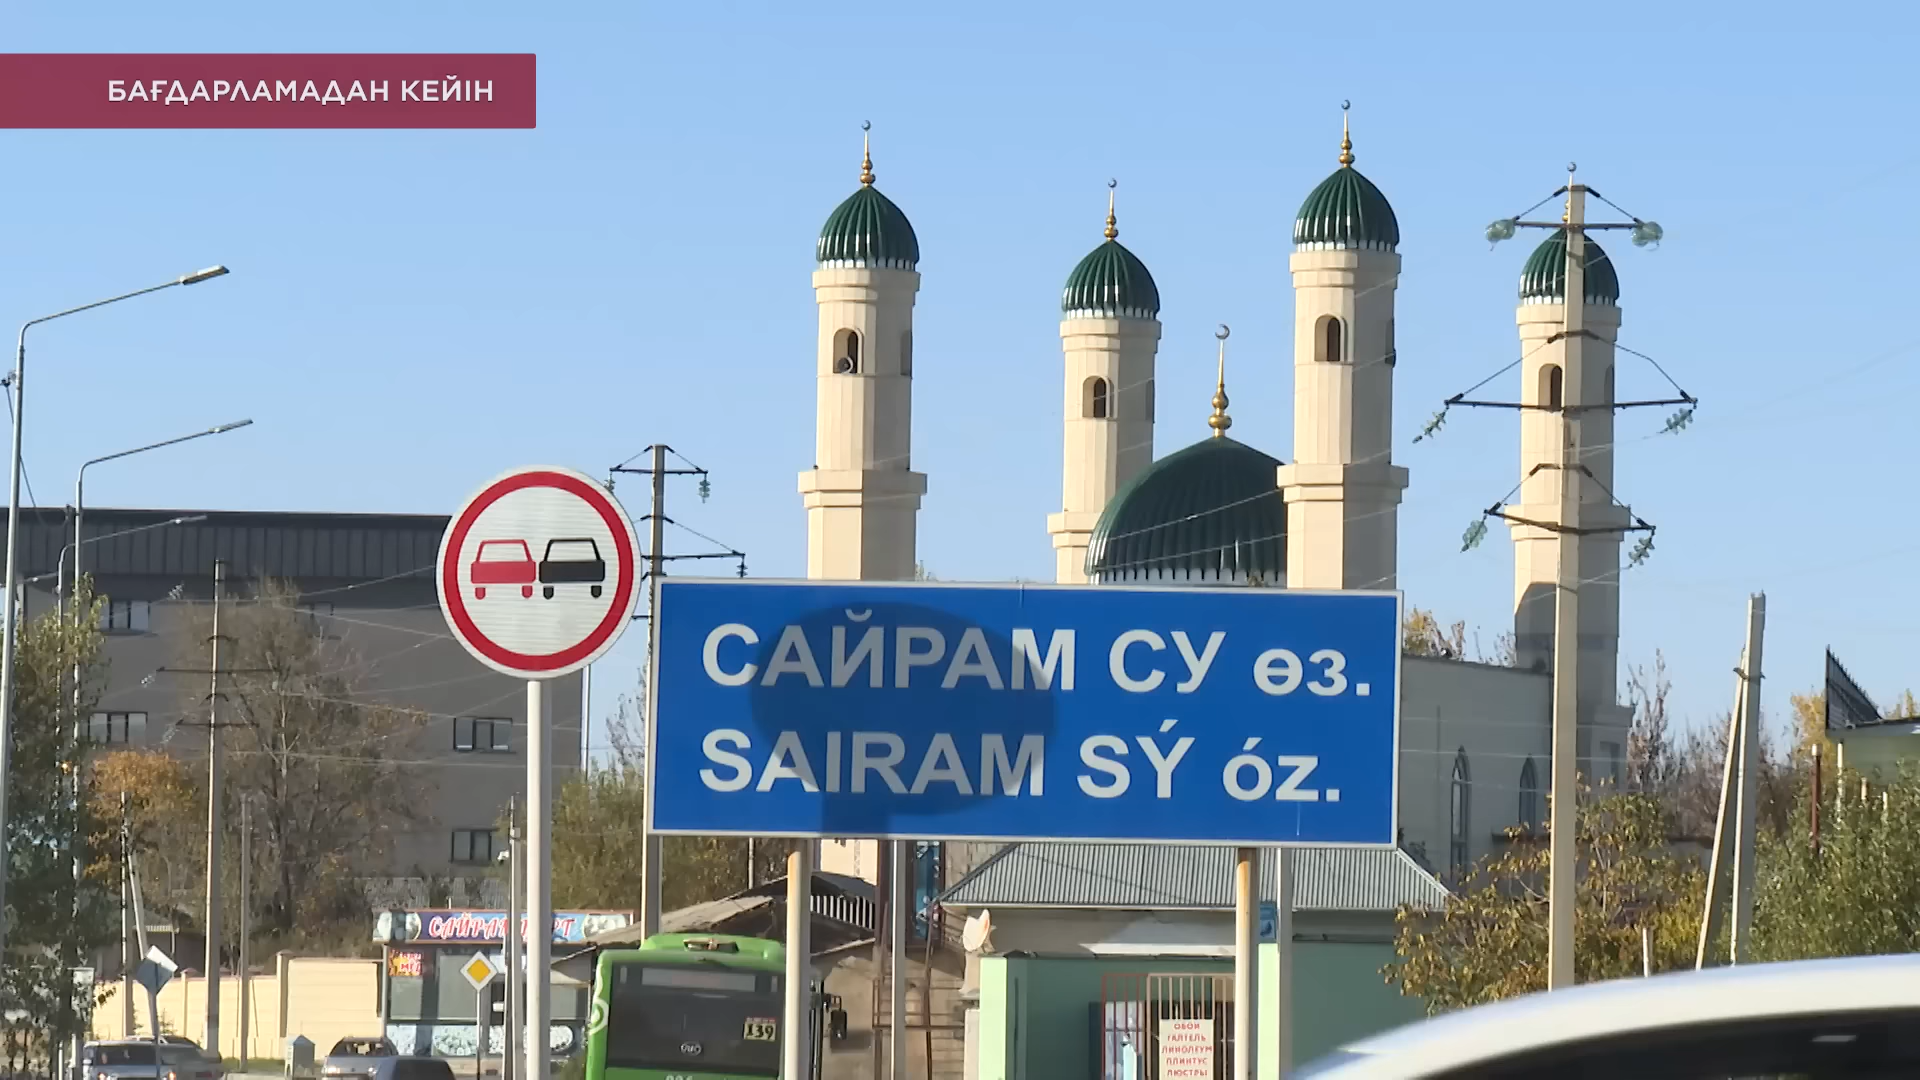 БАҒДАРЛАМАДАН КЕЙІН
САЙРАМ СУ өз.
SAIRAM SÝ óz.
139
ОБОИ
ГАЛТЕЛЬ
ЛИНОЛЕУМ
ПЛИНТУС
ЛЮСТРЫ